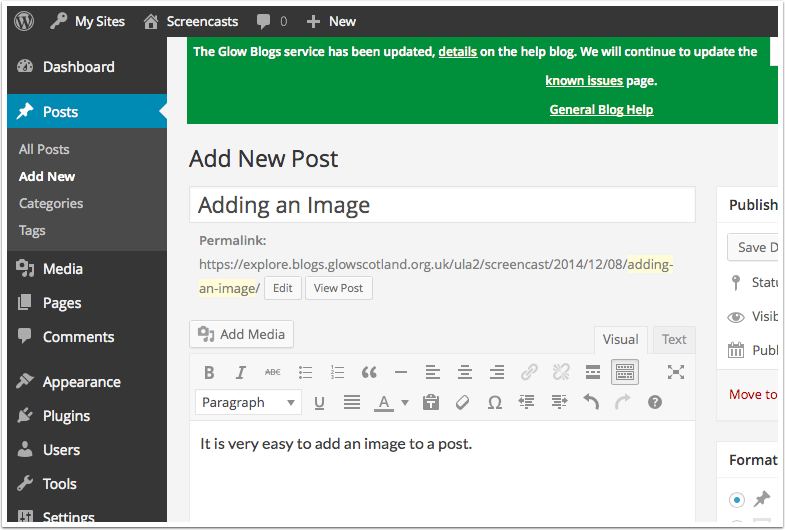 My Sites Screencasts 0 New
Dashboard
Posts
All Posts
Add New
Categories
Tags
Media
Pages
Comments
Appearance
Plugins
Users
Tools
Settings
The Glow Blogs service has been updated, details on the help blog. We will continue to update the
known issues page.
General Blog Help
Add New Post
Adding an Image
Permalink:
https://explore.blogs.glowscotland.org.uk/ula2/screencast/2014/12/08/adding-
an-image/ Edit View Post
Add Media
Visual Text
B I ABC
Paragraph U A
It is very easy to add an image to a post.
Publish
Save D
Statu
Visib
Publ
Move to
Format